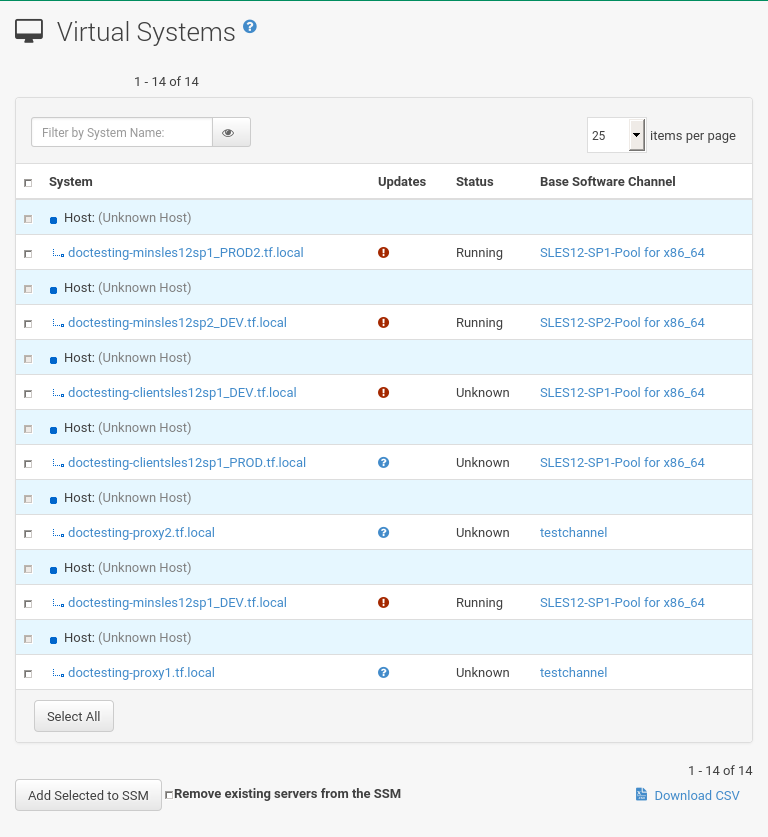 Virtual Systems
1 - 14 of 14
Filter by System Name:
25 items per page
System Updates Status Base Software Channel
Host: (Unknown Host)
doctesting-minsles12sp1_PROD2.tf.local Running SLES12-SP1-Pool for x86_64
Host: (Unknown Host)
doctesting-minsles12sp2_DEV.tf.local Running SLES12-SP2-Pool for x86_64
Host: (Unknown Host)
doctesting-clientsles12sp1_DEV.tf.local Unknown SLES12-SP1-Pool for x86_64
Host: (Unknown Host)
doctesting-clientsles12sp1_PROD.tf.local Unknown SLES12-SP1-Pool for x86_64
Host: (Unknown Host)
doctesting-proxy2.tf.local Unknown testchannel
Host: (Unknown Host)
doctesting-minsles12sp1_DEV.tf.local Running SLES12-SP1-Pool for x86_64
Host: (Unknown Host)
doctesting-proxy1.tf.local Unknown testchannel
Select All
1 - 14 of 14
Add Selected to SSM Remove existing servers from the SSM Download CSV